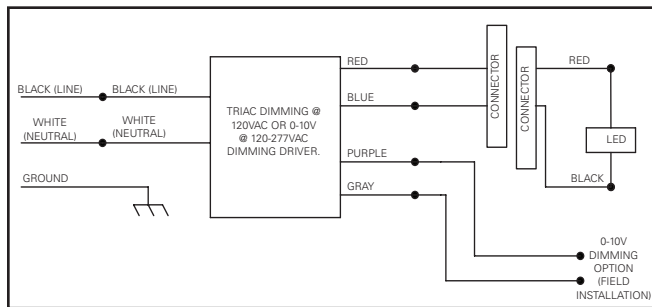 BLACK (LINE)
BLACK (LINE)
WHITE
(NEUTRAL)
WHITE
(NEUTRAL)
GROUND
TRIAC DIMMING @
120VAC OR 0-10V
@ 120-277VAC
DIMMING DRIVER.
RED
BLUE
PURPLE
GRAY
CONNECTOR
CONNECTOR
RED
LED
BLACK
0-10V
DIMMING
OPTION
(FIELD
INSTALLATION)